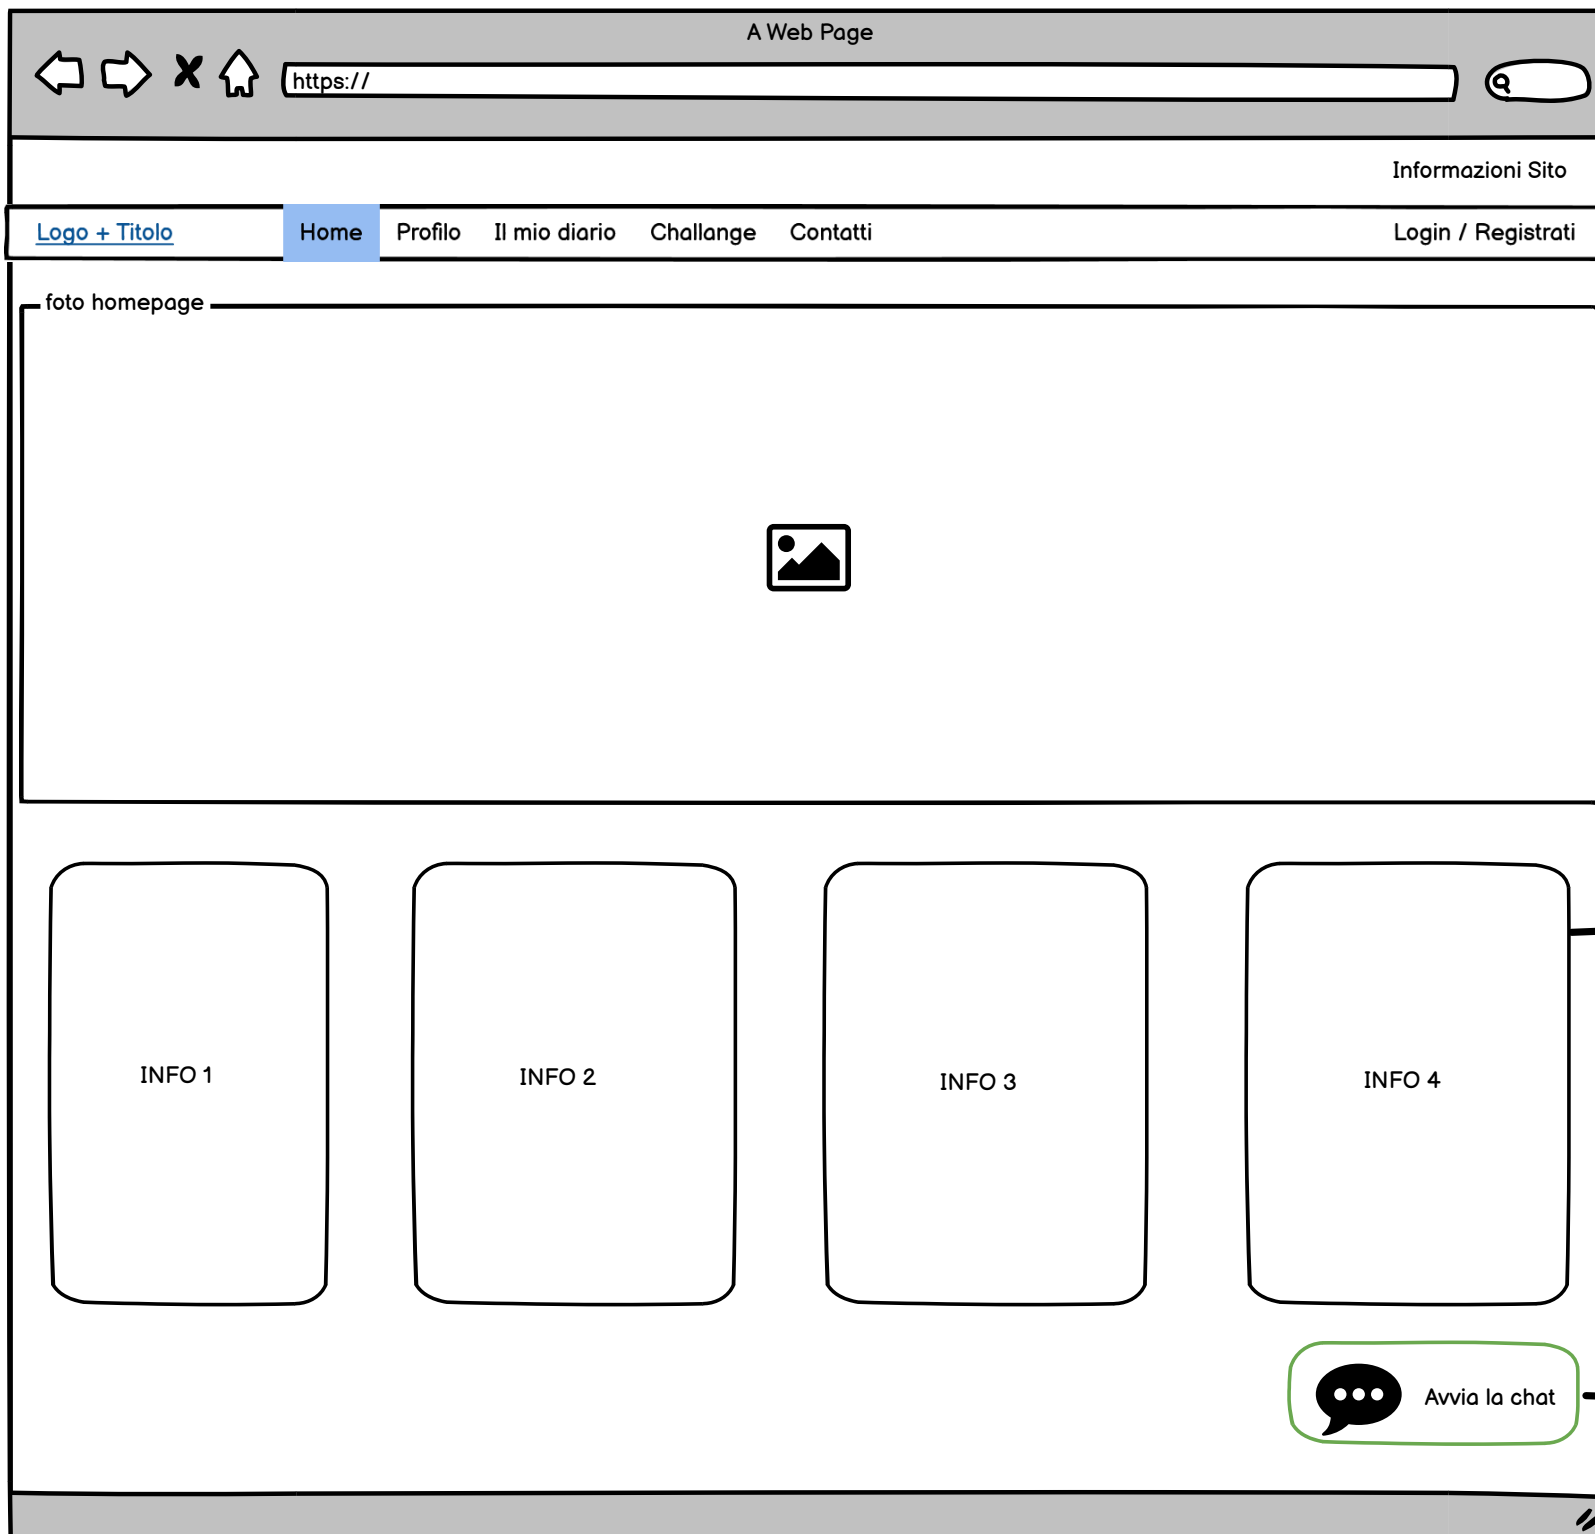 A Web Page
https://
Informazioni Sito
Logo + Titolo Home Profilo Il mio diario Challange Contatti Login / Registrati
foto homepage
INFO 1 INFO 2 INFO 3 INFO 4
Avvia la chat